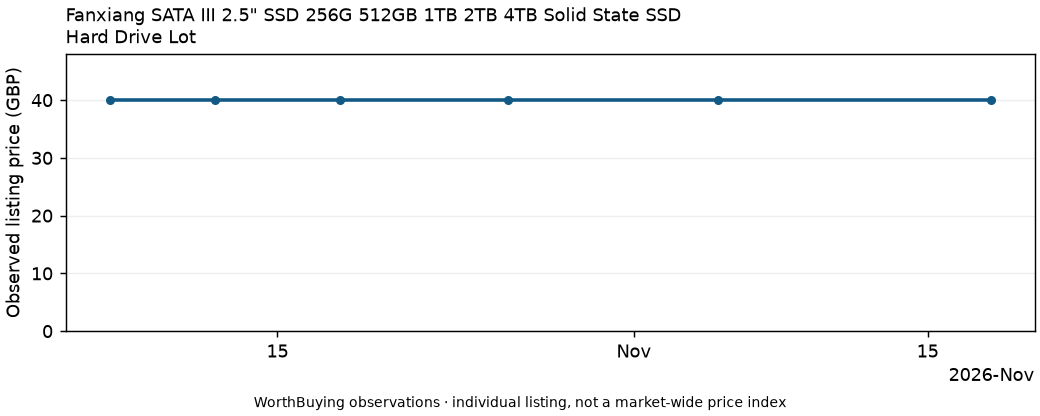 Fanxiang SATA III 2.5" SSD 256G 512GB 1TB 2TB 4TB Solid State SSD
Hard Drive Lot
Observed listing price (GBP)
40
30
20
10
0
15
Nov
15
2026-Nov
WorthBuying observations · individual listing, not a market-wide price index